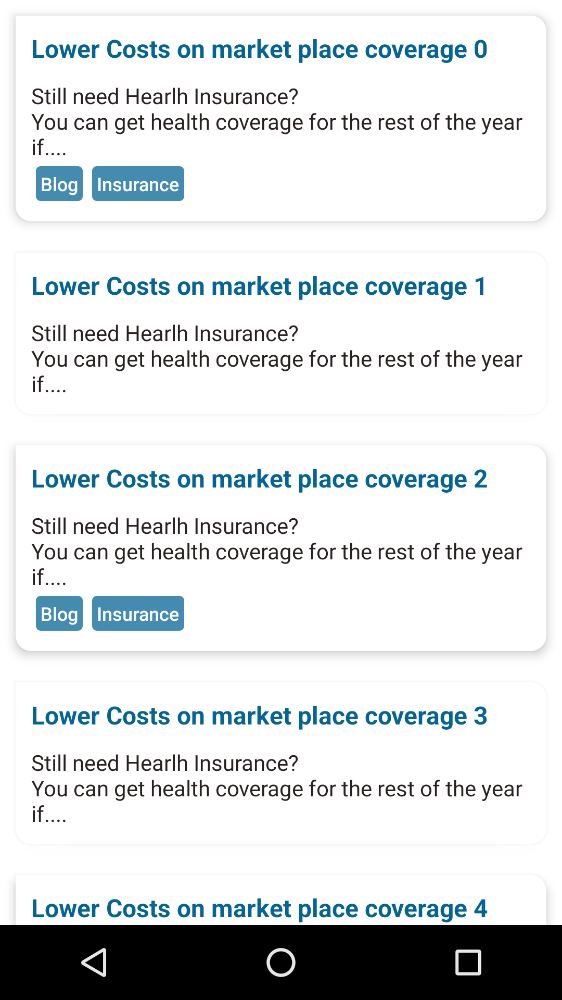 Lower Costs on market place coverage 0
Still need Hearlh Insurance?
You can get health coverage for the rest of the year
if....
Blog Insurance
Lower Costs on market place coverage 1
Still need Hearlh Insurance?
You can get health coverage for the rest of the year
if....
Lower Costs on market place coverage 2
Still need Hearlh Insurance?
You can get health coverage for the rest of the year
if....
Blog Insurance
Lower Costs on market place coverage 3
Still need Hearlh Insurance?
You can get health coverage for the rest of the year
if....
Lower Costs on market place coverage 4